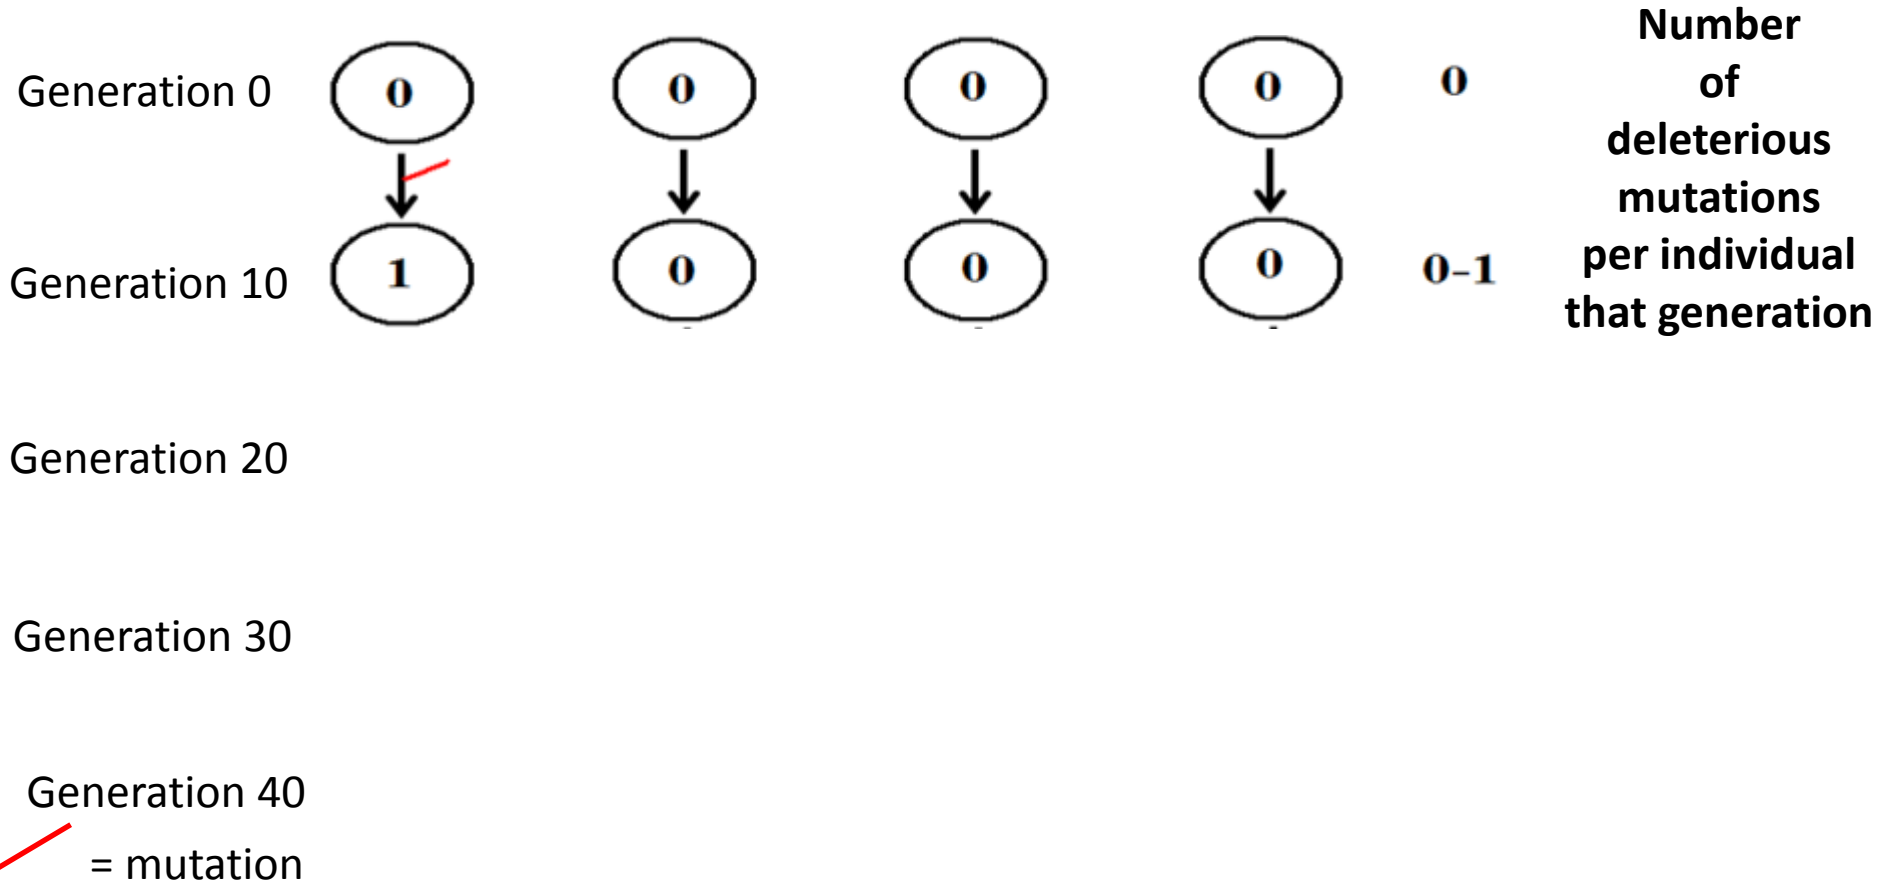 Number
of
deleterious
mutations
per individual
that generation
Generation 0 0 0 0 0 0
Generation 10 1 0 0 0 0-1
Generation 20
Generation 30
Generation 40
= mutation